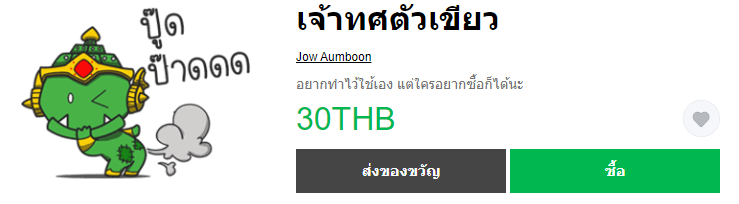 ปู๊ด
ป๊าดดด
เจ้าทศตัวเขียว
Jow Aumboon
อยากทำไว้ใช้เอง แต่ใครอยากซื้อก็ได้นะ
30THB
ส่งของขวัญ
ซื้อ